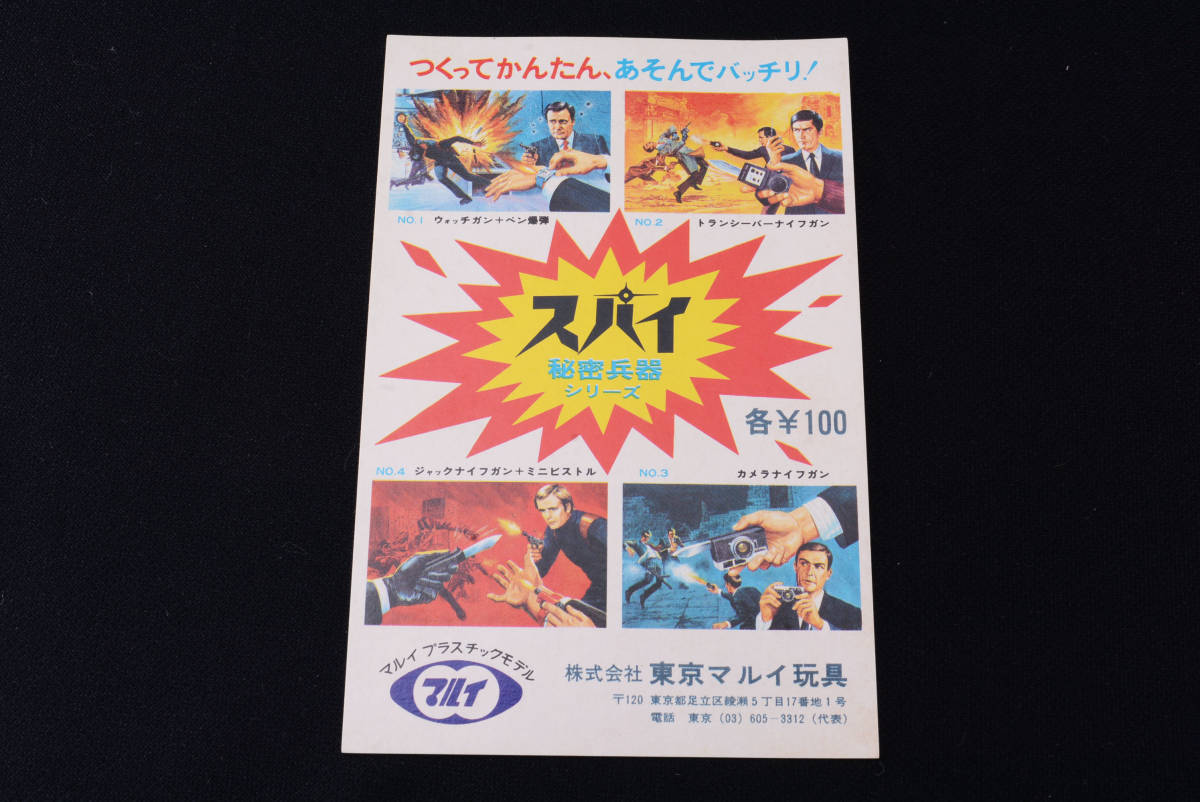 つくってかんたん、あそんでバッチリ！
NO.1 ウォッチガン＋ペン爆弾
NO.2 トランシーバーナイフガン
スパイ
秘密兵器
シリーズ
各￥100
NO.4 ジャックナイフガン＋ミニピストル
NO.3 カメラナイフガン
マルイプラスチックモデル
マルイ
株式会社 東京マルイ玩具
〒120 東京都足立区綾瀬5丁目17番地1号
電話 東京（03）605－3312（代表）